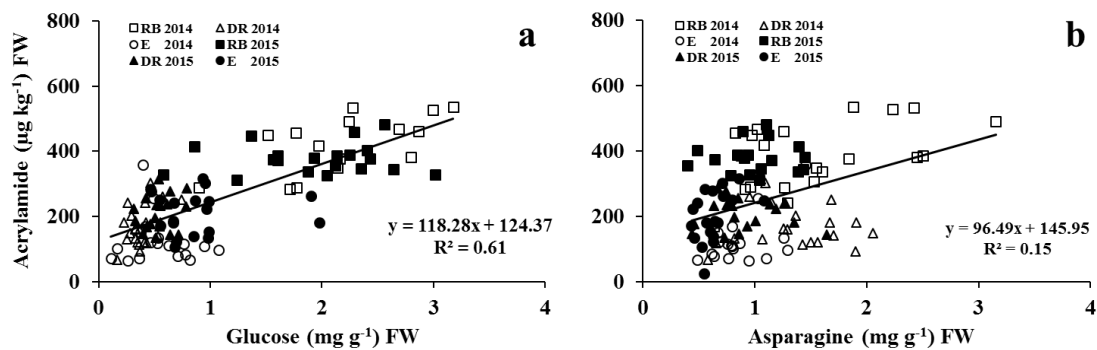 800
600
400
200
0
Acrylamide (µg kg⁻¹) FW
RB 2014
DR 2014
E 2014
RB 2015
DR 2015
E 2015
a
y = 118.28x + 124.37
R² = 0.61
0 1 2 3 4
Glucose (mg g⁻¹) FW
800
600
400
200
0
RB 2014
DR 2014
E 2014
RB 2015
DR 2015
E 2015
b
y = 96.49x + 145.95
R² = 0.15
0 1 2 3 4
Asparagine (mg g⁻¹) FW